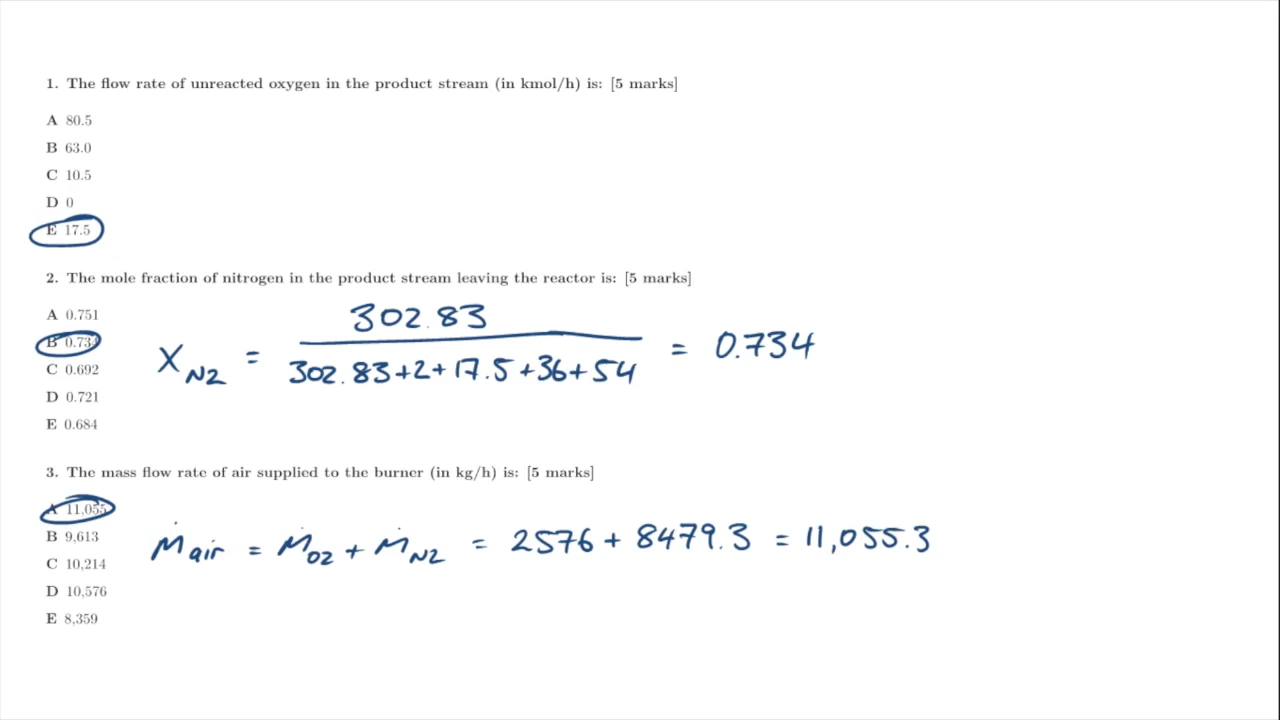 1. The flow rate of unreacted oxygen in the product stream (in kmol/h) is: [5 marks]
A 80.5
B 63.0
C 10.5
D 0
E 17.5
2. The mole fraction of nitrogen in the product stream leaving the reactor is: [5 marks]
A 0.751
B 0.734
C 0.692
D 0.721
E 0.684
302.83
X N2 = = 0.734
302.83+2+17.5+36+54
3. The mass flow rate of air supplied to the burner (in kg/h) is: [5 marks]
A 11,055
B 9,613
C 10,214
D 10,576
E 8,359
Ṁair = ṀO2 + ṀN2 = 2576 + 8479.3 = 11,055.3